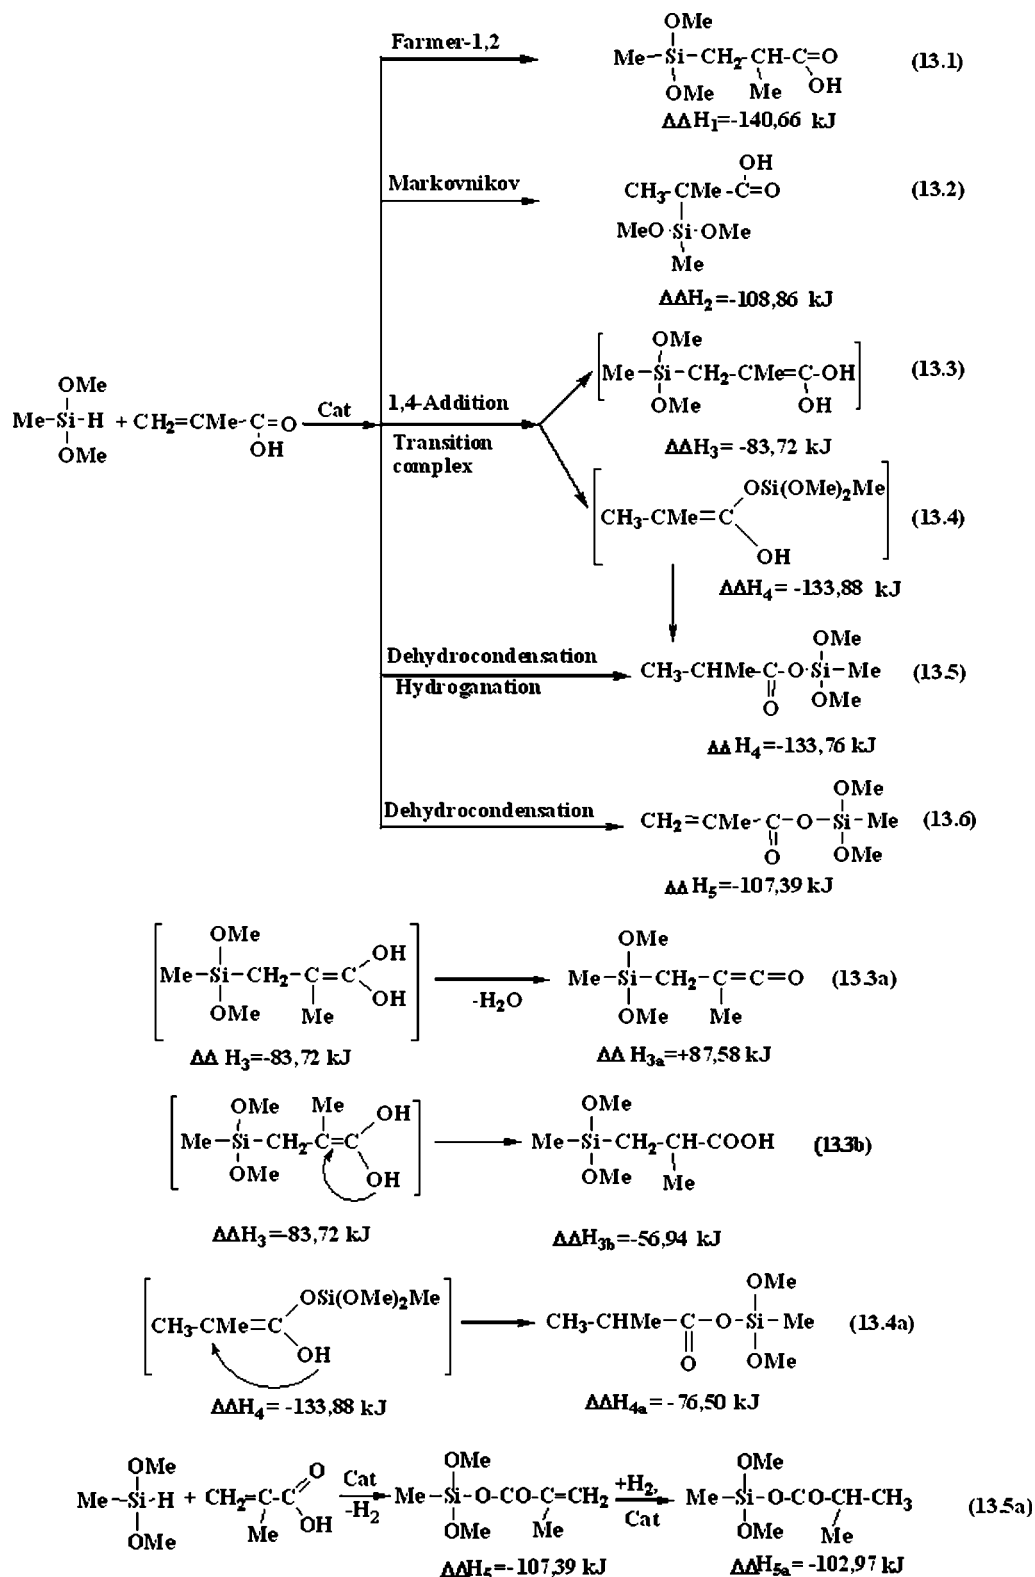 Farmer-1,2
OMe
Me-Si-CH₂-CH-C=O
OMe Me OH
(13.1)
ΔΔH₁=-140,66 kJ
Markovnikov
OH
CH₃-CMe-C=O
MeO·Si·OMe
Me
(13.2)
ΔΔH₂=-108,86 kJ
OMe
Me-Si-H + CH₂=CMe-C=O
OMe OH
Cat
1,4-Addition
Transition
complex
OMe
Me-Si-CH₂-CMe=C-OH
OMe OH
(13.3)
ΔΔH₃= -83,72 kJ
OSi(OMe)₂Me
CH₃-CMe=C
OH
(13.4)
ΔΔH₄= -133,88 kJ
Dehydrocondensation
Hydroganation
OMe
CH₃-CHMe-C-O·Si-Me
O OMe
(13.5)
ΔΔ H₄=-133,76 kJ
Dehydrocondensation
OMe
CH₂=CMe-C-O-Si-Me
O OMe
(13.6)
ΔΔ H₅=-107,39 kJ
OMe
OH
Me-Si-CH₂-C=C
OH
OMe Me
-H₂O
OMe
Me-Si-CH₂-C=C=O
OMe Me
(13.3a)
ΔΔ H₃=-83,72 kJ
ΔΔ H₃ₐ=+87,58 kJ
OMe Me OH
Me-Si-CH₂-C=C
OMe OH
OMe
Me-Si-CH₂-CH-COOH
OMe Me
(13.3b)
ΔΔH₃=-83,72 kJ
ΔΔH3b=-56,94 kJ
OSi(OMe)₂Me
CH₃-CMe=C
OH
OMe
CH₃-CHMe-C-O-Si-Me
O OMe
(13.4a)
ΔΔH₄= -133,88 kJ
ΔΔH₄ₐ= -76,50 kJ
OMe O
Me-Si-H + CH₂=C-C
OMe Me OH
Cat
-H₂
OMe
Me-Si-O-CO-C=CH₂
OMe Me
+H₂,
Cat
OMe
Me-Si-O-CO-CH-CH₃
OMe Me
(13.5a)
ΔΔH₅=-107,39 kJ
ΔΔH₅ₐ=-102,97 kJ